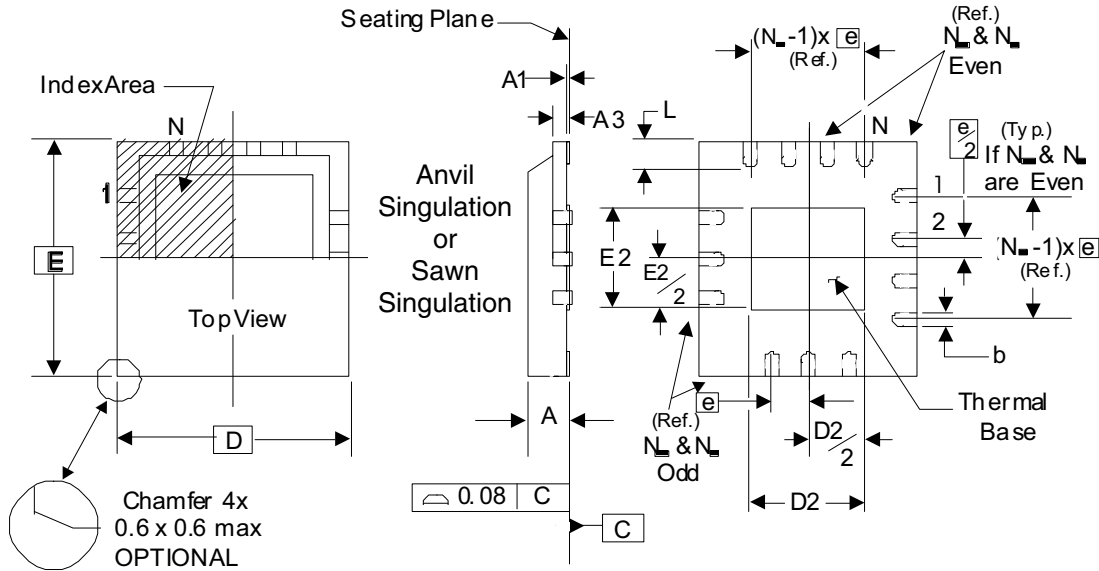 Seating Plane
IndexArea
N
1
E
TopView
D
Chamfer 4x
0.6 x 0.6 max
OPTIONAL
A1
A3
L
Anvil
Singulation
or
Sawn
Singulation
A
0.08 C
C
(N -1)x e
(Ref.)
(Ref.)
N & N
Even
N
e/2
(Typ.)
If N & N
are Even
1
2
(N -1)x e
(Ref.)
b
E2
E2/2
Thermal
Base
e
D2/2
D2
(Ref.)
N & N
Odd